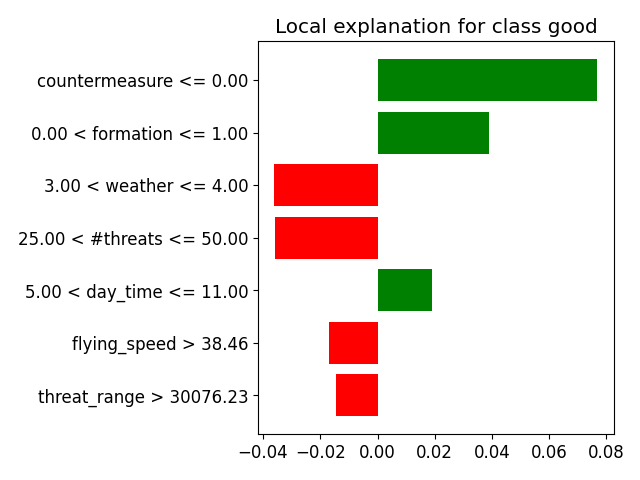 Local explanation for class good
countermeasure <= 0.00
0.00 < formation <= 1.00
3.00 < weather <= 4.00
25.00 < #threats <= 50.00
5.00 < day_time <= 11.00
flying_speed > 38.46
threat_range > 30076.23
−0.04 −0.02 0.00 0.02 0.04 0.06 0.08